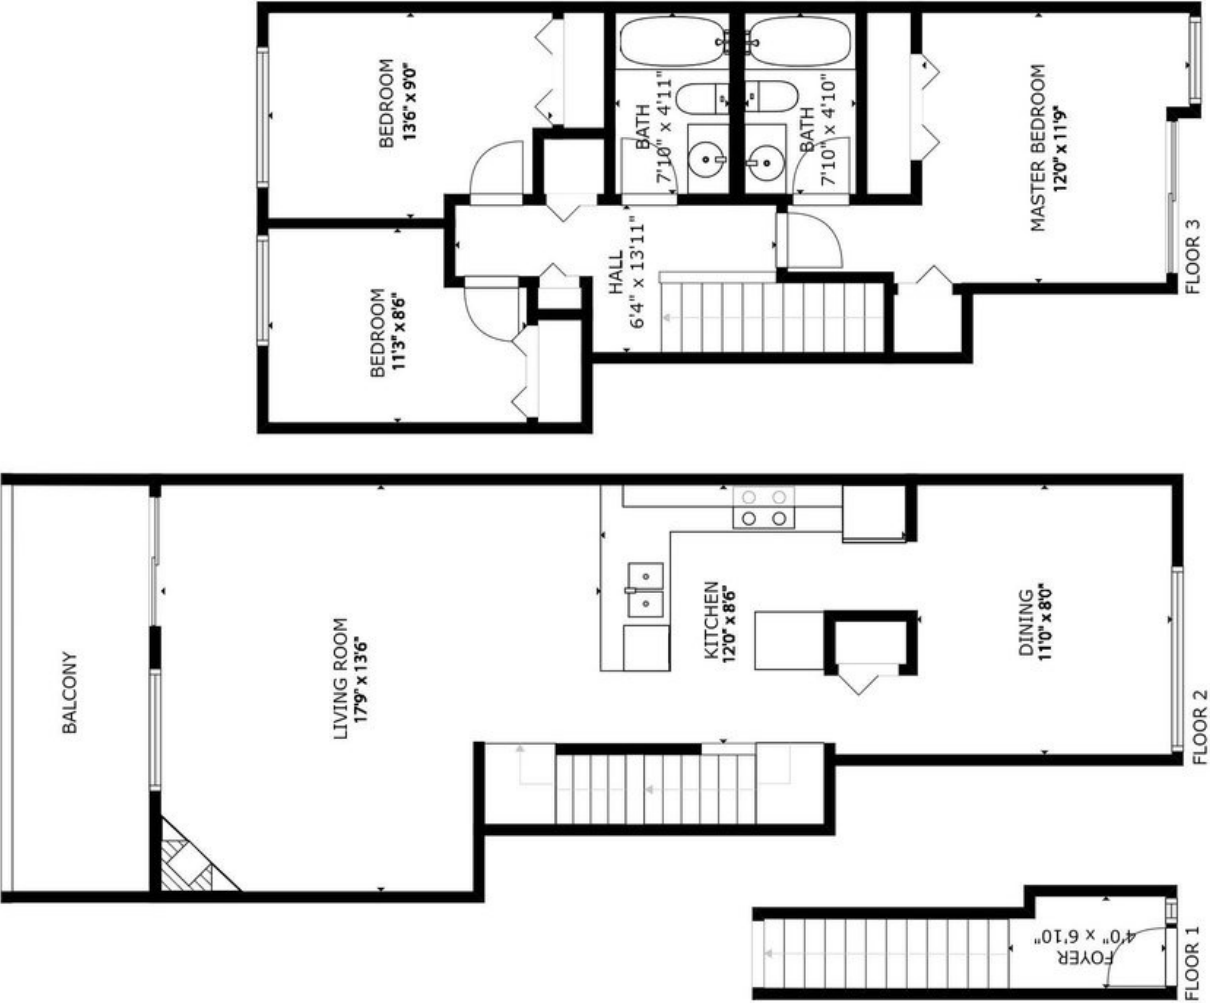 BEDROOM
13'6" x 9'0"
BATH
7'10" x 4'11"
BATH
7'10" x 4'10"
MASTER BEDROOM
12'0" x 11'9"
FLOOR 3
HALL
6'4" x 13'11"
BEDROOM
11'3" x 8'6"
BALCONY
LIVING ROOM
17'9" x 13'6"
KITCHEN
12'0" x 8'6"
DINING
11'0" x 8'0"
FLOOR 2
FOYER
4'0" x 6'10"
FLOOR 1